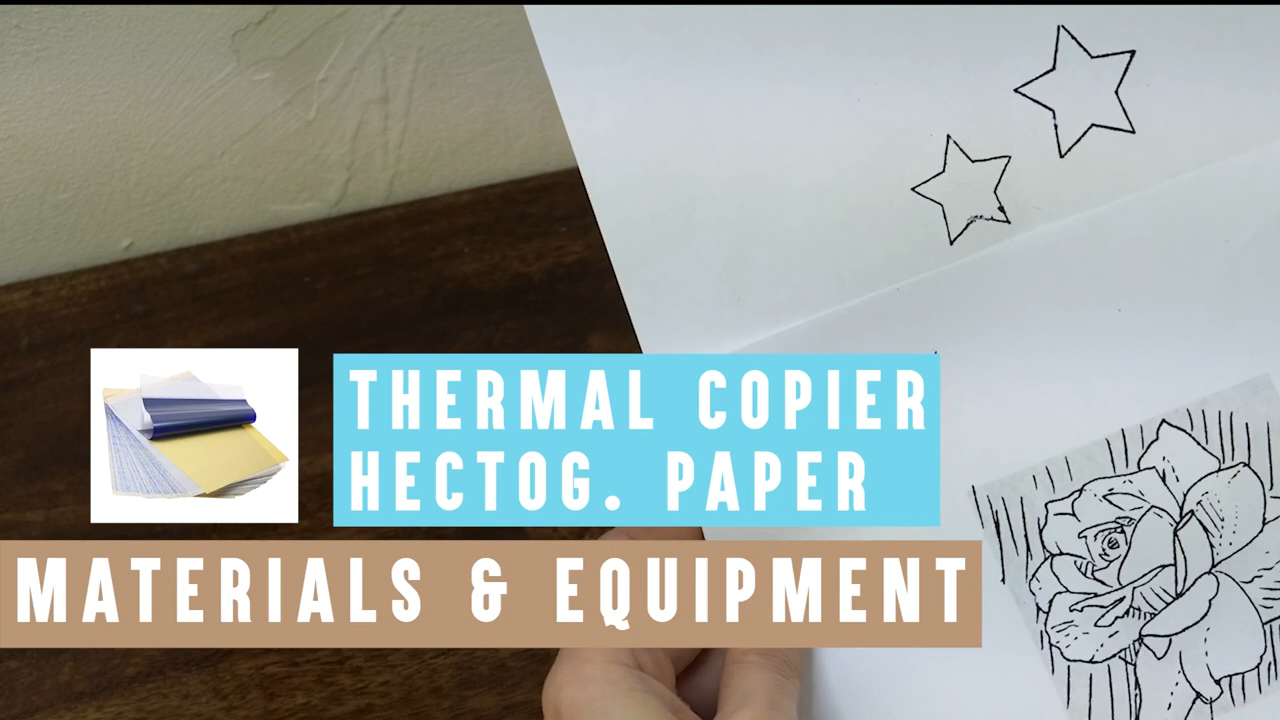 THERMAL COPIER
HECTOG. PAPER
MATERIALS & EQUIPMENT